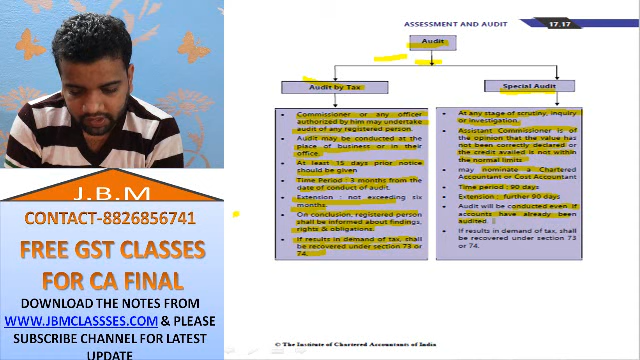 ASSESSMENT AND AUDIT
17.17
Audit
Audit by Tax
Special Audit
• Commissioner or any officer
authorized by him may undertake
audit of any registered person.
• Audit may be conducted at the
place of business or in their
office.
• At least 15 days prior notice
should be given
• Time Period : 3 months from the
date of conduct of audit.
• Extension : not exceeding six
months.
• On conclusion, registered person
shall be informed about findings,
rights & obligations.
• If results in demand of tax, shall
be recovered under section 73 or
74.
• At any stage of scrutiny, inquiry
or investigation.
• Assistant Commissioner is of
the opinion that the value has
not been correctly declared or
the credit availed is not within
the normal limits
• may nominate a Chartered
Accountant or Cost Accountant
• Time period: 90 days
• Extension: further 90 days
• Audit will be conducted even if
accounts have already been
audited.
• If results in demand of tax, shall
be recovered under section 73
or 74.
© The Institute of Chartered Accountants of India
J.B.M
CONTACT-8826856741
FREE GST CLASSES
FOR CA FINAL
DOWNLOAD THE NOTES FROM
WWW.JBMCLASSSES.COM & PLEASE
SUBSCRIBE CHANNEL FOR LATEST
UPDATE